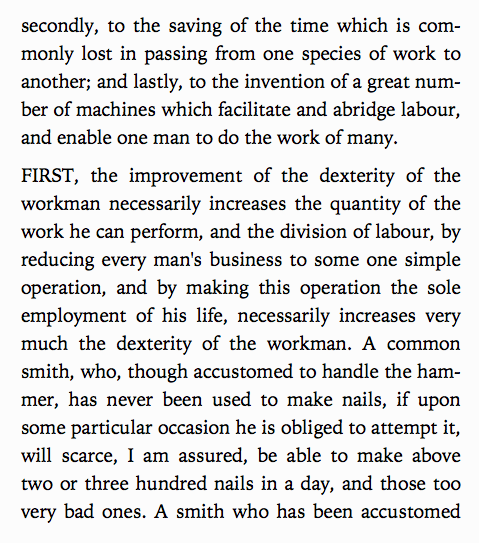 secondly, to the saving of the time which is com-
monly lost in passing from one species of work to
another; and lastly, to the invention of a great num-
ber of machines which facilitate and abridge labour,
and enable one man to do the work of many.
FIRST, the improvement of the dexterity of the
workman necessarily increases the quantity of the
work he can perform, and the division of labour, by
reducing every man's business to some one simple
operation, and by making this operation the sole
employment of his life, necessarily increases very
much the dexterity of the workman. A common
smith, who, though accustomed to handle the ham-
mer, has never been used to make nails, if upon
some particular occasion he is obliged to attempt it,
will scarce, I am assured, be able to make above
two or three hundred nails in a day, and those too
very bad ones. A smith who has been accustomed